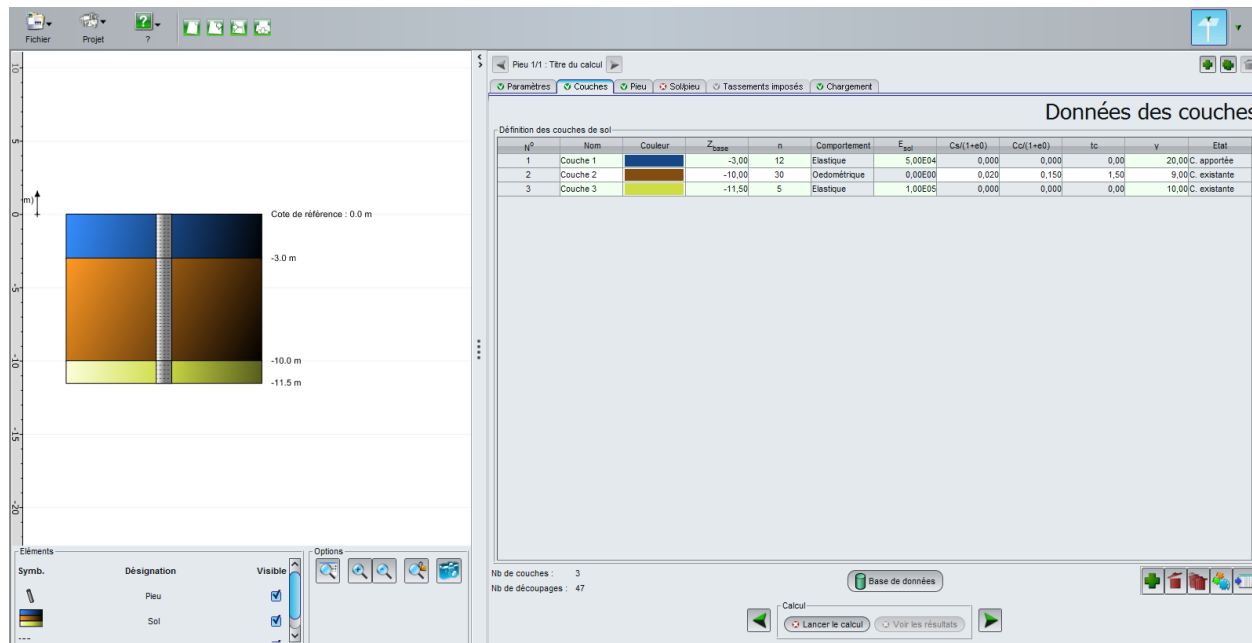 Fichier Projet ?
Pieu 1/1 : Titre du calcul
Paramètres Couches Pieu Sol/pieu Tassements imposés Chargement
Données des couches
Définition des couches de sol
N° Nom Couleur Zbase n Comportement Esol Cs/(1+e0) Cc/(1+e0) tc γ Etat
1 Couche 1 -3,00 12 Elastique 5,00E04 0,000 0,000 0,00 20,00 C. apportée
2 Couche 2 -10,00 30 Oedométrique 0,00E00 0,020 0,150 1,50 9,00 C. existante
3 Couche 3 -11,50 5 Elastique 1,00E05 0,000 0,000 0,00 10,00 C. existante
10
5
m)
0
Cote de référence : 0.0 m
-3.0 m
-5
-10
-10.0 m
-11.5 m
-15
-20
Eléments
Symb. Désignation Visible
Pieu
Sol
Options
Nb de couches : 3
Nb de découpages : 47
Base de données
Calcul
Lancer le calcul Voir les résultats